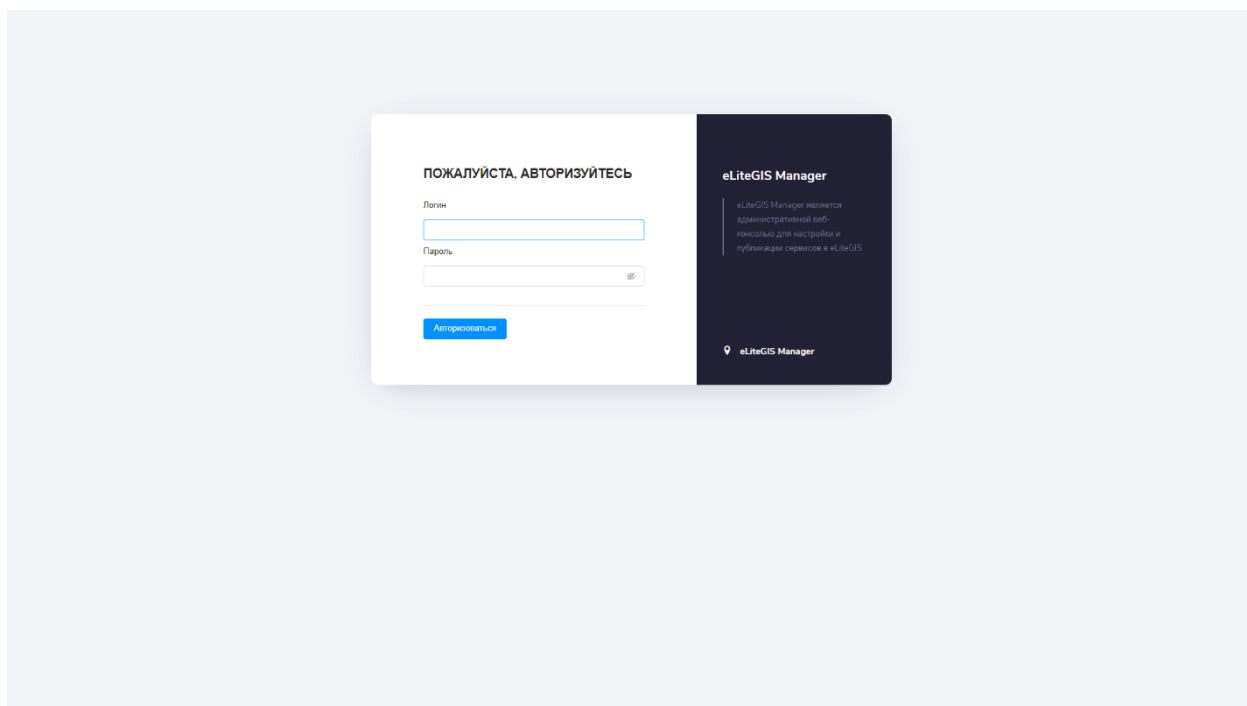 ПОЖАЛУЙСТА, АВТОРИЗУЙТЕСЬ
Логин
Пароль
Авторизоваться
eLiteGIS Manager
eLiteGIS Manager является
административной веб-
консолью для настройки и
публикации сервисов в eLiteGIS
eLiteGIS Manager